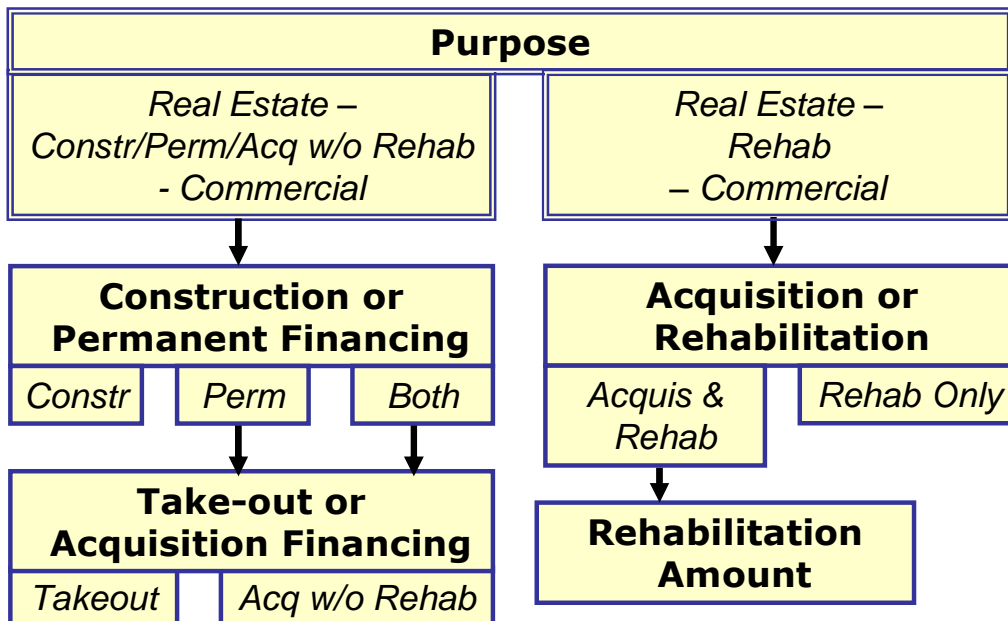 Purpose
Real Estate –
Constr/Perm/Acq w/o Rehab
- Commercial
Real Estate –
Rehab
– Commercial
Construction or
Permanent Financing
Constr
Perm
Both
Acquisition or
Rehabilitation
Acquis &
Rehab
Rehab Only
Take-out or
Acquisition Financing
Takeout
Acq w/o Rehab
Rehabilitation
Amount